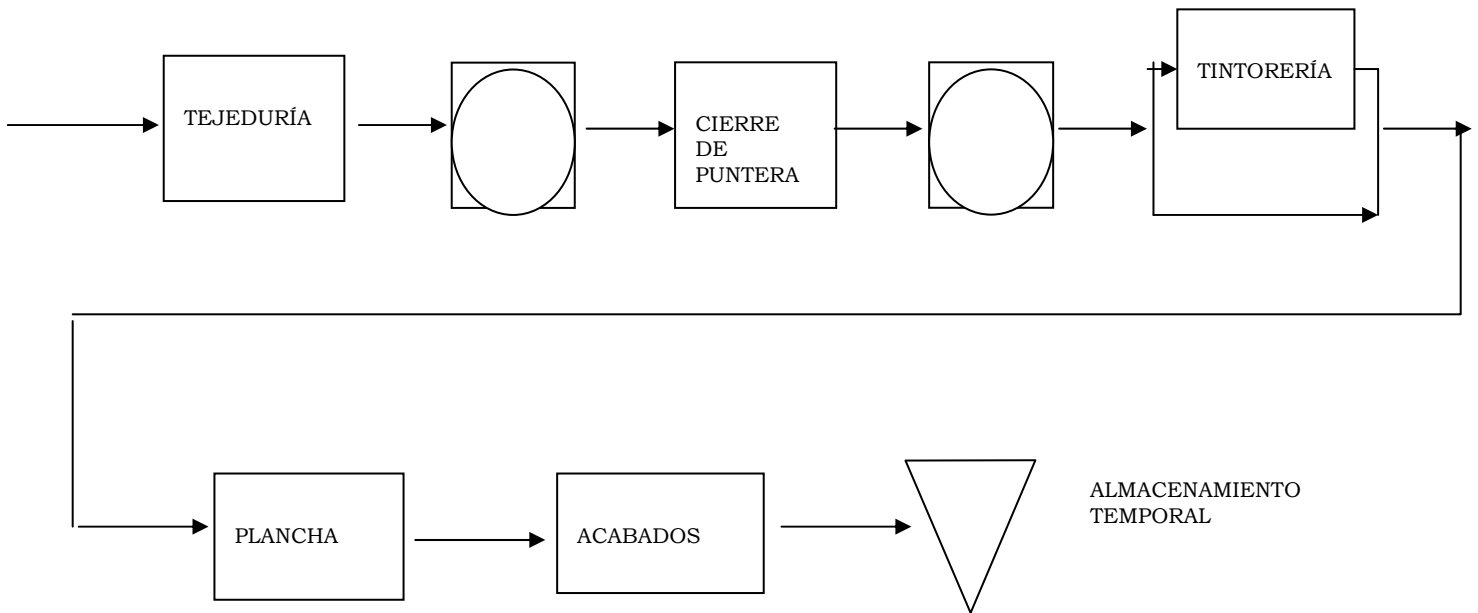 TEJEDURÍA
CIERRE
DE
PUNTERA
TINTORERÍA
PLANCHA
ACABADOS
ALMACENAMIENTO
TEMPORAL